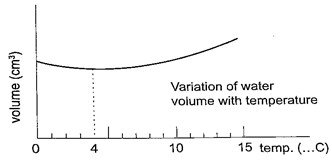 volume (cm³)
Variation of water
volume with temperature
0 4 10 15 temp. (...C)